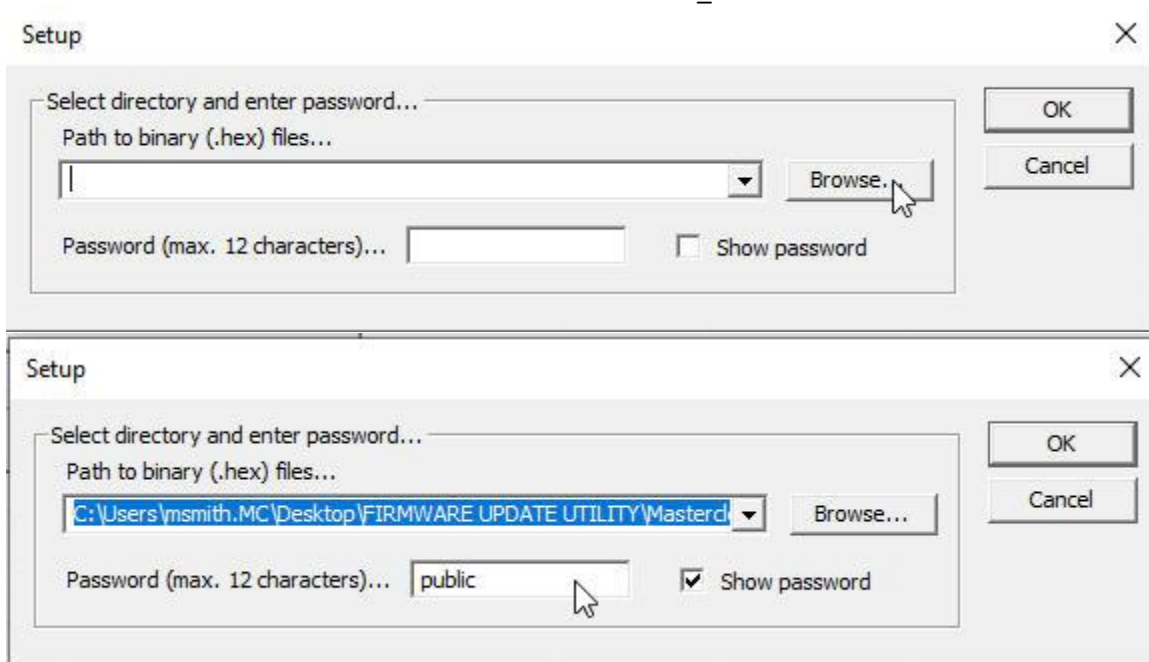 Setup
Select directory and enter password...
OK
Path to binary (.hex) files...
Browse...
Cancel
Password (max. 12 characters)...
Show password
Setup
Select directory and enter password...
OK
Path to binary (.hex) files...
C:\Users\msmith.MC\Desktop\FIRMWARE UPDATE UTILITY\Mastercl
Browse...
Cancel
Password (max. 12 characters)...
public
Show password